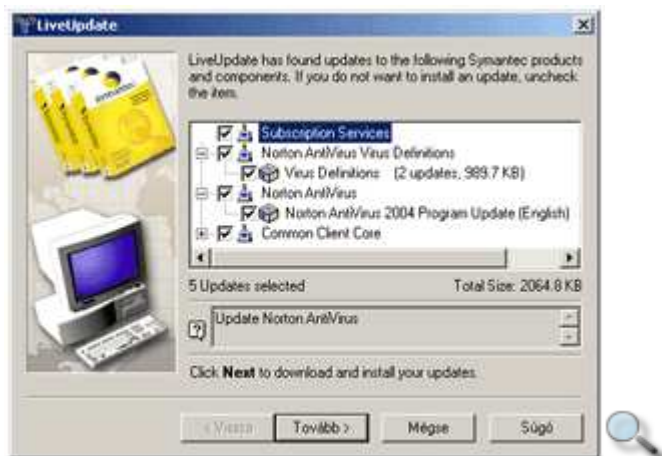 LiveUpdate
LiveUpdate has found updates to the following Symantec products
and components. If you do not want to install an update, uncheck
the item.
Subscription Services
Norton AntiVirus Virus Definitions
Virus Definitions (2 updates, 989.7 KB)
Norton AntiVirus
Norton AntiVirus 2004 Program Update (English)
Common Client Core
5 Updates selected
Total Size: 2064.8 KB
Update Norton AntiVirus
Click Next to download and install your updates.
< Vissza
Tovább >
Mégse
Súgó